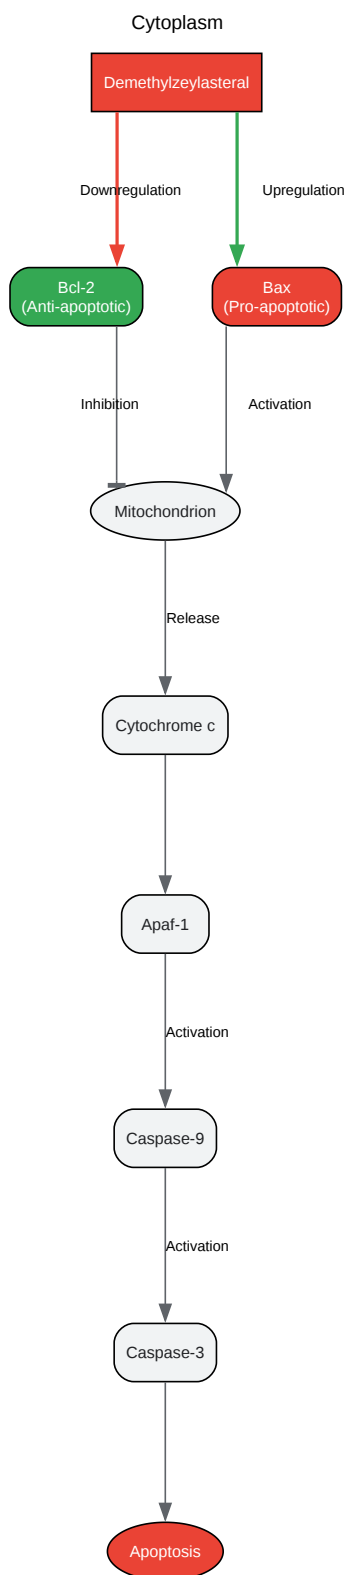 Cytoplasm
Demethylzeylasteral
Downregulation
Upregulation
Bcl-2
(Anti-apoptotic)
Bax
(Pro-apoptotic)
Inhibition
Activation
Mitochondrion
Release
Cytochrome c
Apaf-1
Activation
Caspase-9
Activation
Caspase-3
Apoptosis